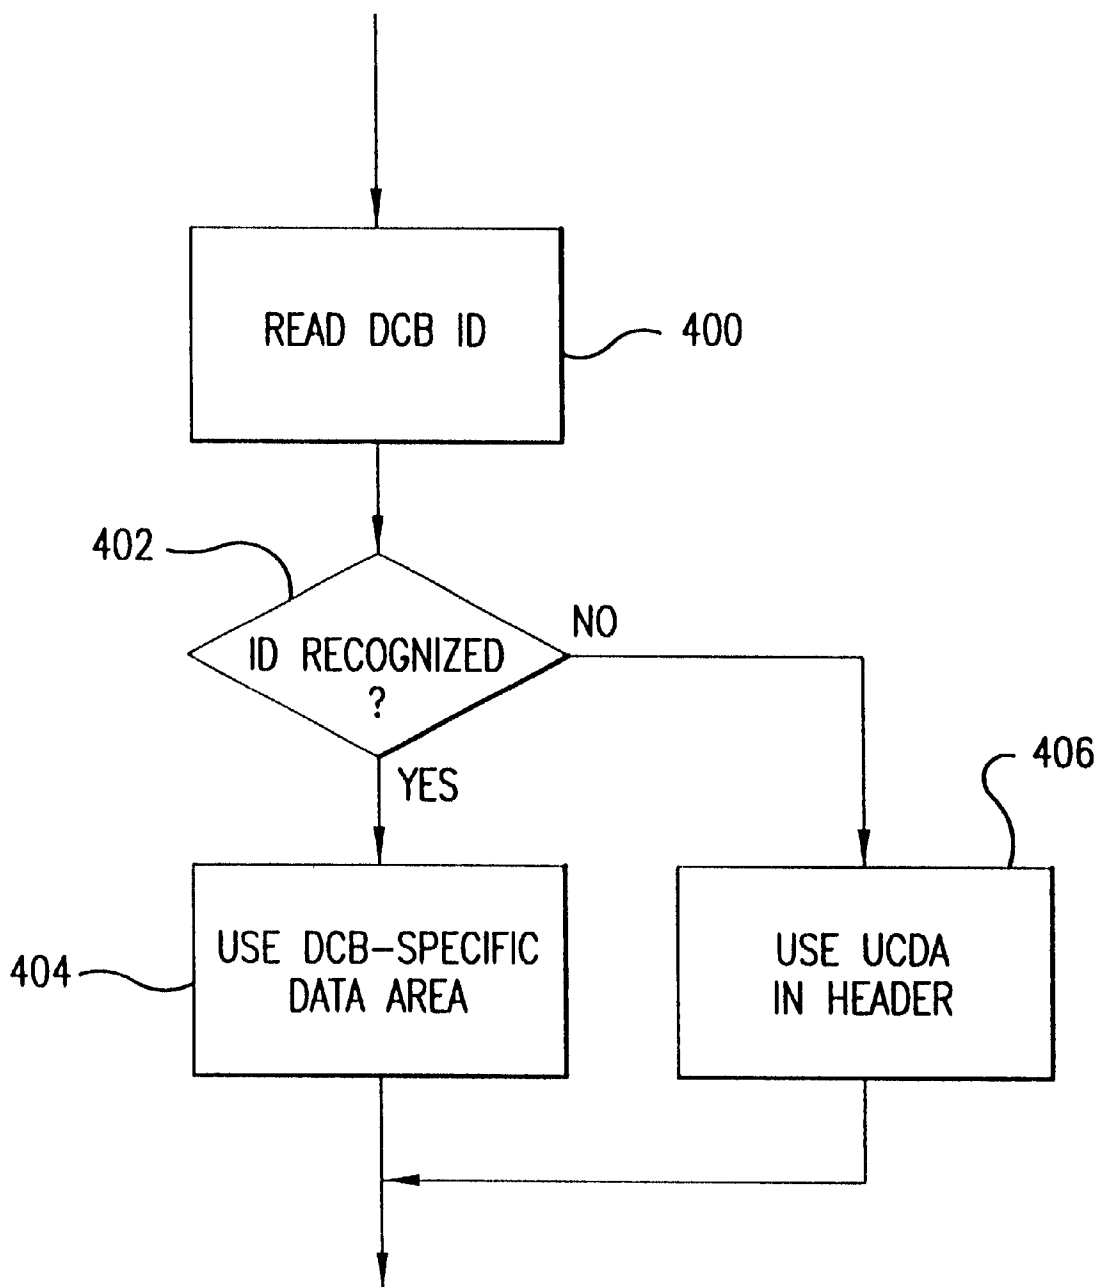 READ DCB ID
400
402
ID RECOGNIZED
?
NO
YES
406
USE DCB-SPECIFIC
DATA AREA
404
USE UCDA
IN HEADER